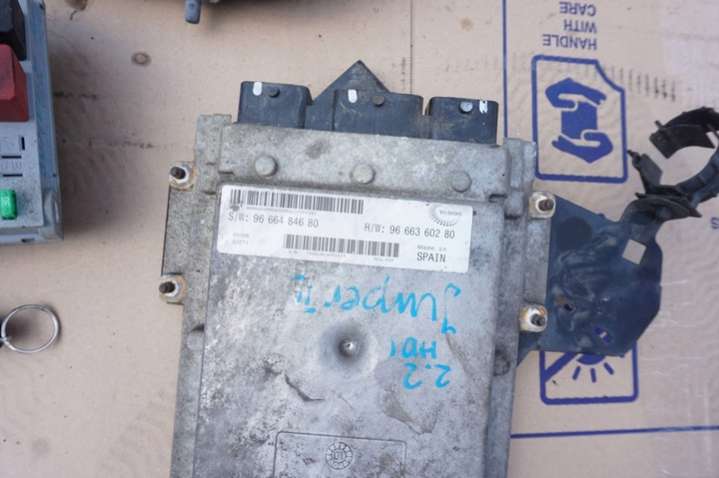 HANDLE
WITH
CARE
S/W: 96 664 846 80
H/W: 96 663 602 80
SPAIN
Jumper II
2.2
HDI